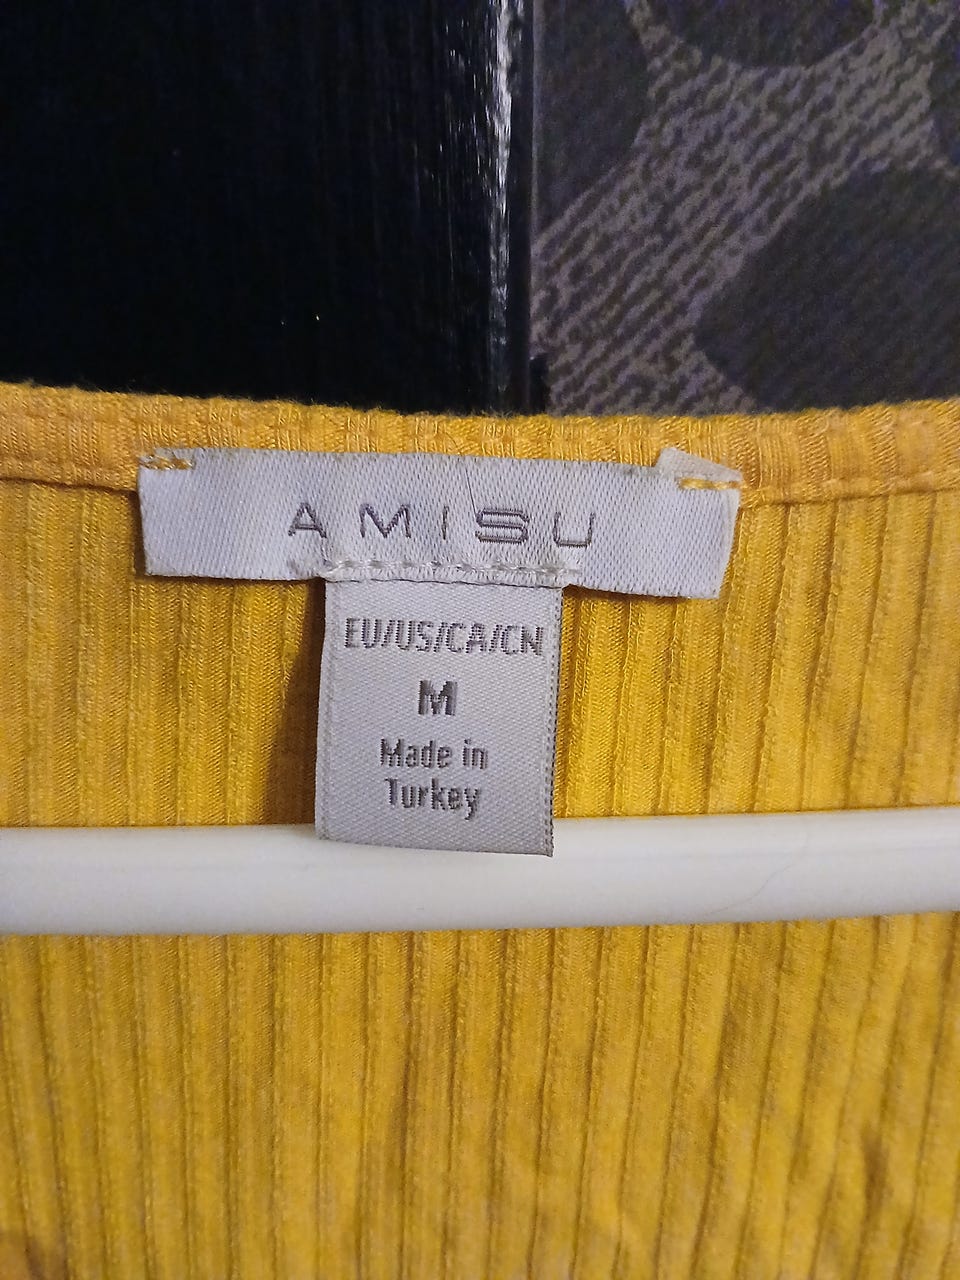 AMISU
EU/US/CA/CN
M
Made in
Turkey